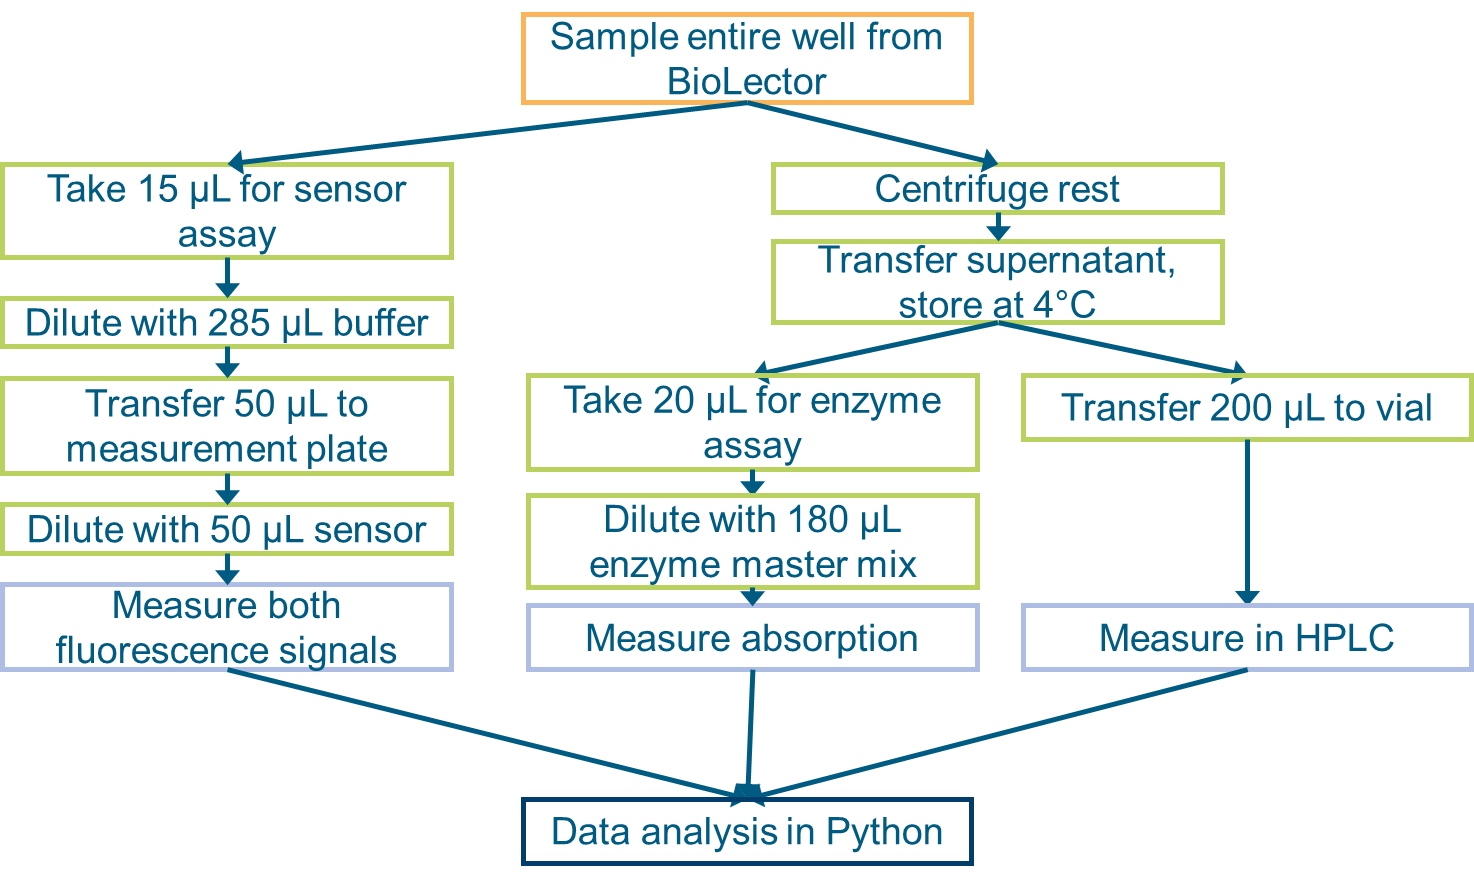 Sample entire well from
BioLector
Take 15 µL for sensor
assay
Dilute with 285 µL buffer
Transfer 50 µL to
measurement plate
Dilute with 50 µL sensor
Measure both
fluorescence signals
Centrifuge rest
Transfer supernatant,
store at 4°C
Take 20 µL for enzyme
assay
Dilute with 180 µL
enzyme master mix
Measure absorption
Transfer 200 µL to vial
Measure in HPLC
Data analysis in Python